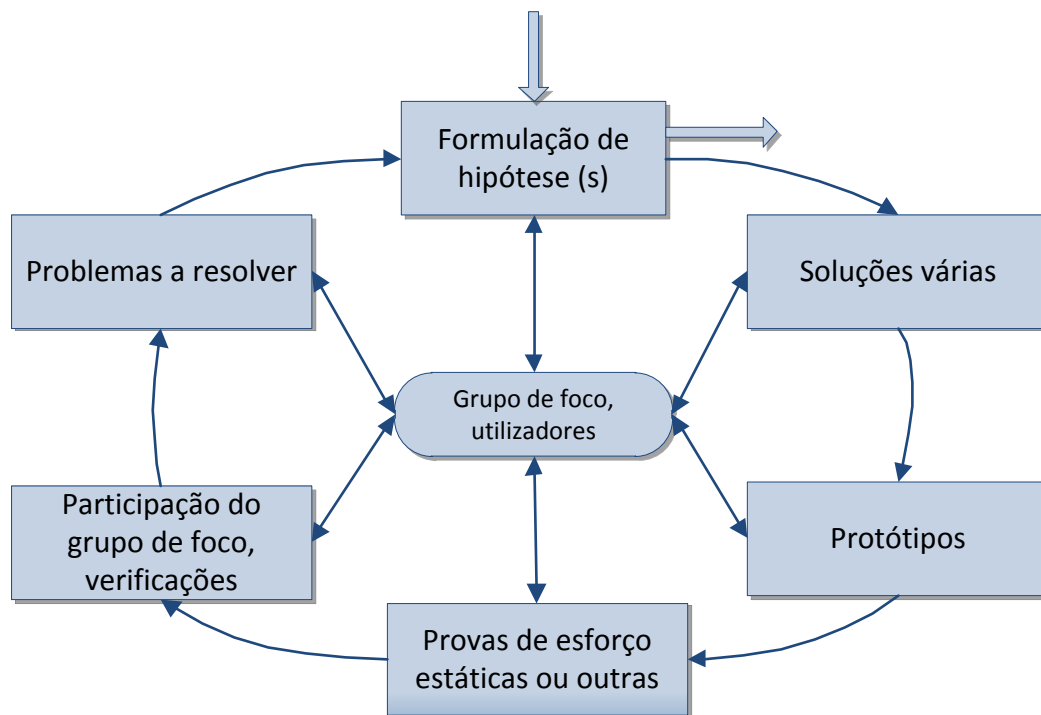 Formulação de
hipótese (s)
Problemas a resolver
Soluções várias
Grupo de foco,
utilizadores
Participação do
grupo de foco,
verificações
Protótipos
Provas de esforço
estáticas ou outras